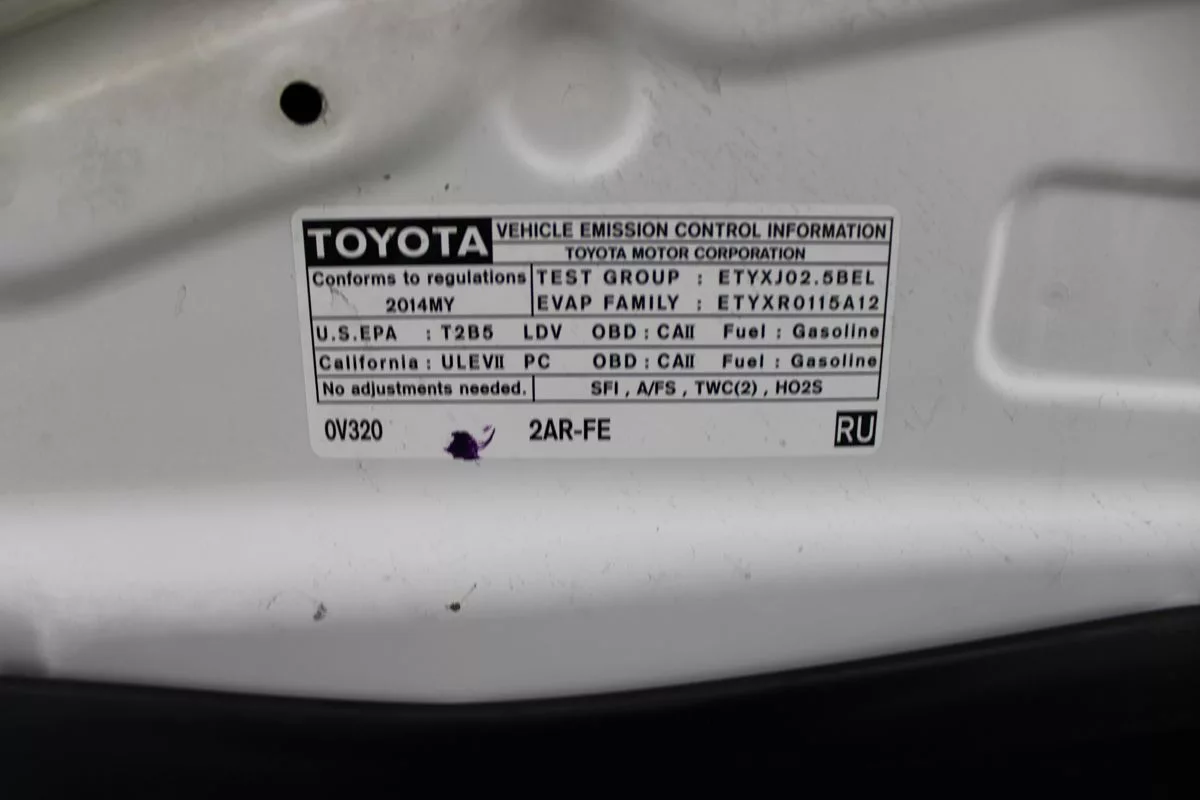 TOYOTA VEHICLE EMISSION CONTROL INFORMATION
TOYOTA MOTOR CORPORATION
Conforms to regulations TEST GROUP : ETYXJ02.5BEL
2014MY EVAP FAMILY : ETYXR0115A12
U.S.EPA : T2B5 LDV OBD : CAII Fuel : Gasoline
California : ULEVII PC OBD : CAII Fuel : Gasoline
No adjustments needed. SFI , A/FS , TWC(2) , HO2S
0V320 2AR-FE RU